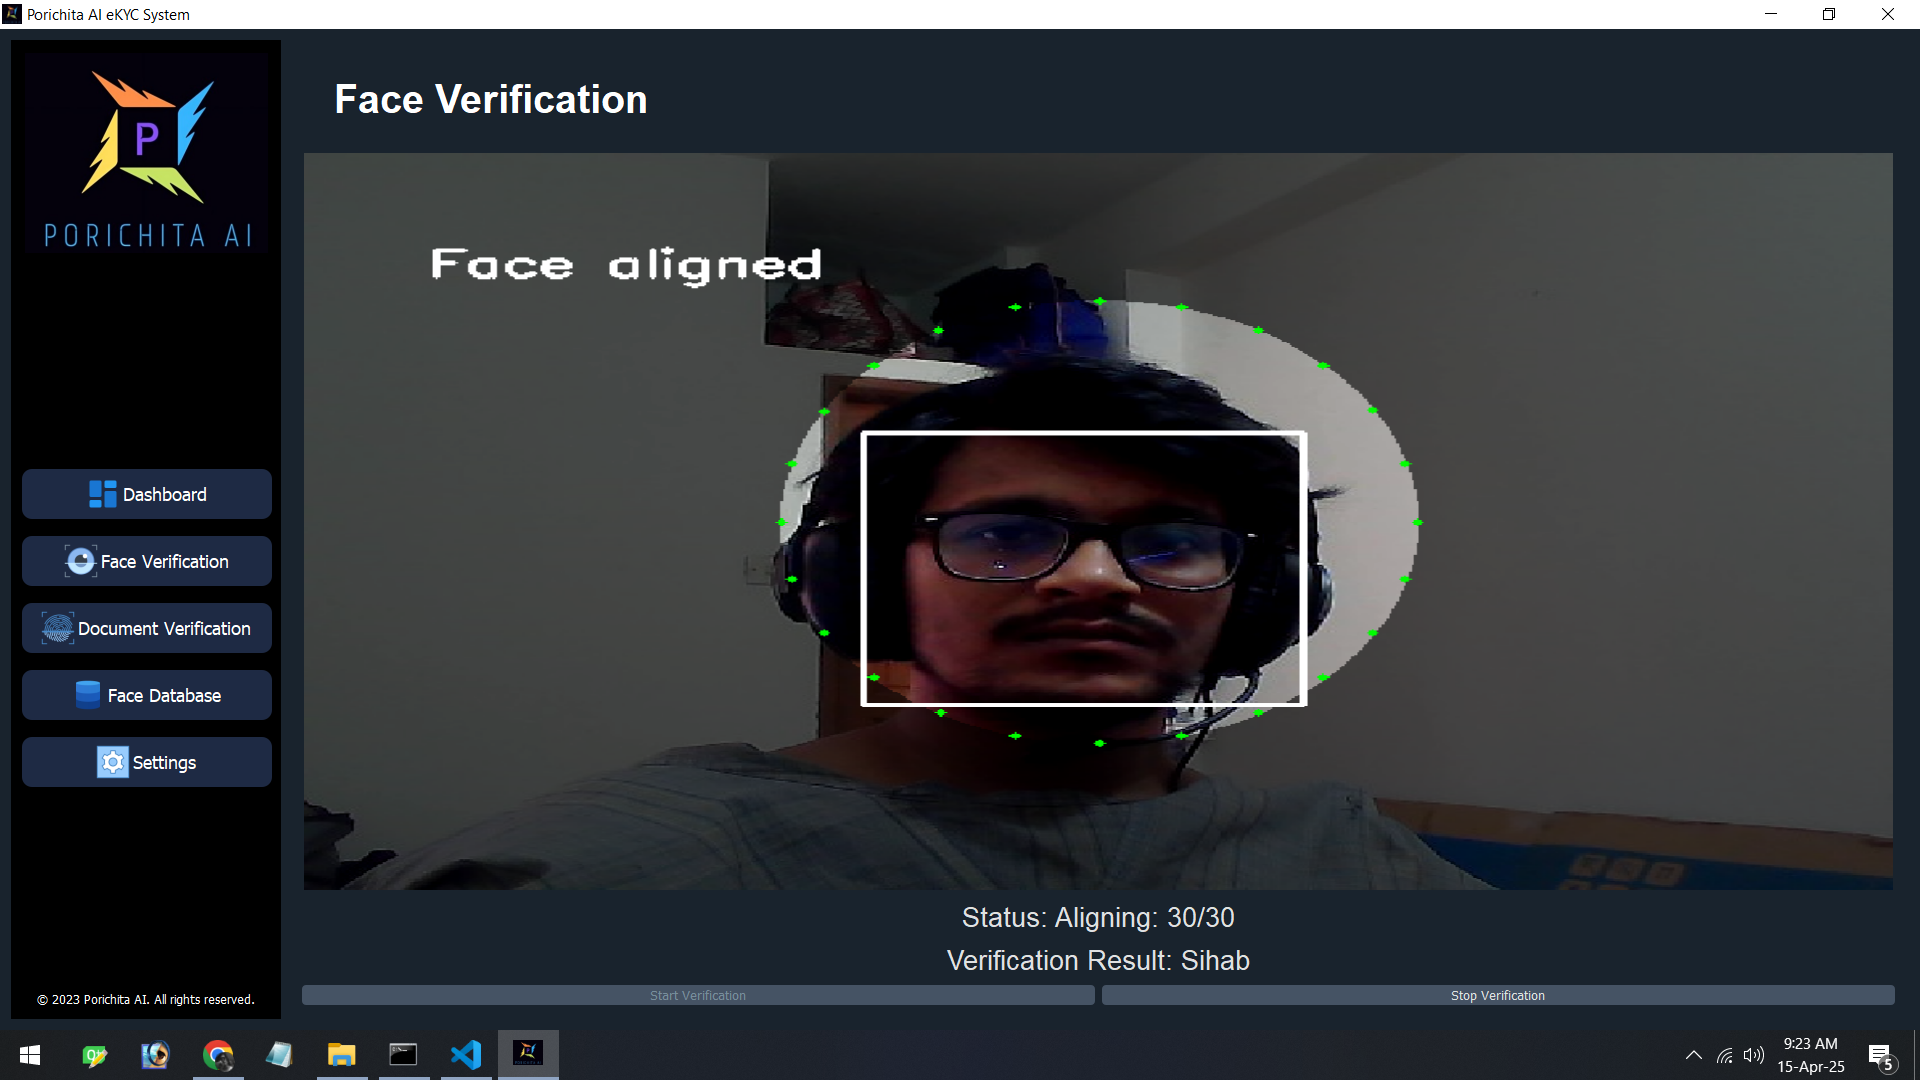 Porichita AI eKYC System
P
PORICHITA AI
Face Verification
Face aligned
Dashboard
Face Verification
Document Verification
Face Database
Settings
Status: Aligning: 30/30
Verification Result: Sihab
Start Verification
Stop Verification
© 2023 Porichita AI. All rights reserved.
9:23 AM
15-Apr-25
5